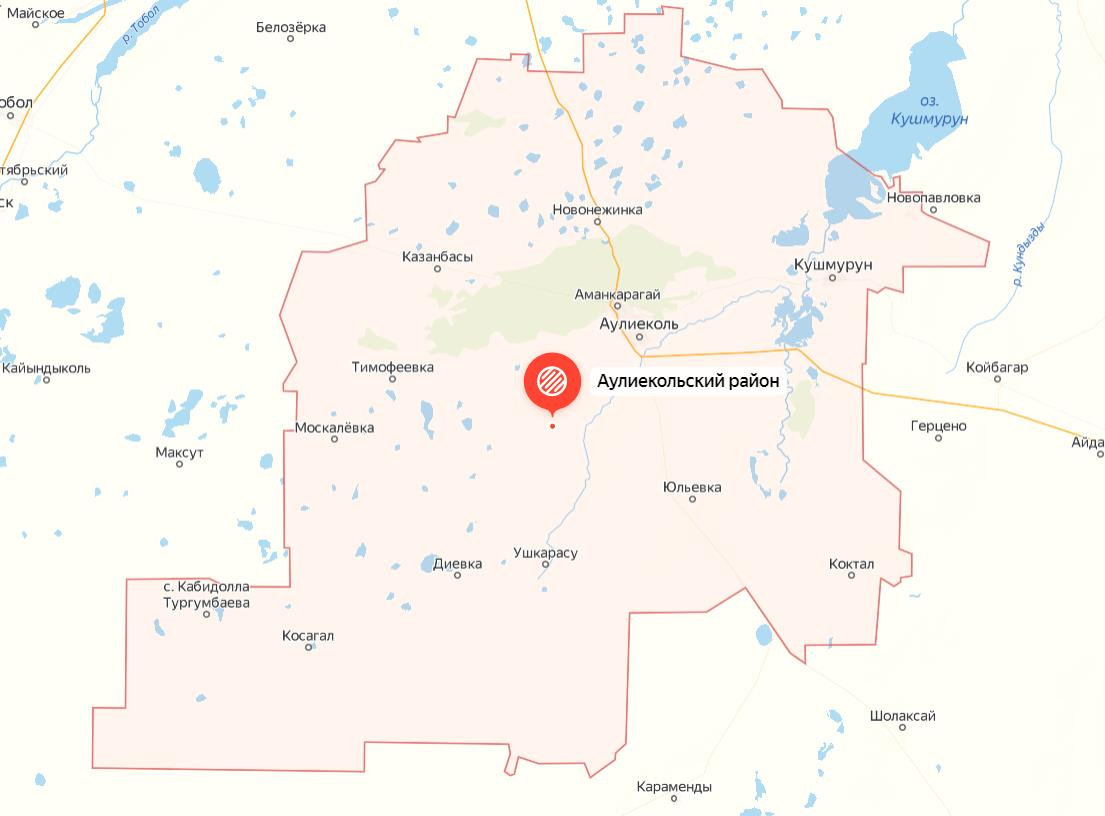 Майское
р. Тобол
Белозёрка
обол
оз.
Кушмурун
тябрьский
ск
Новопавловка
Новонежинка
Казанбасы
Кушмурун
р. Кундызды
Аманкарагай
Аулиеколь
Кайындыколь
Тимофеевка
Аулиекольский район
Койбагар
Москалёвка
Герцено
Айда
Максут
Юльевка
Ушкарасу
Диевка
Коктал
с. Кабидолла
Тургумбаева
Косагал
Шолаксай
Караменды